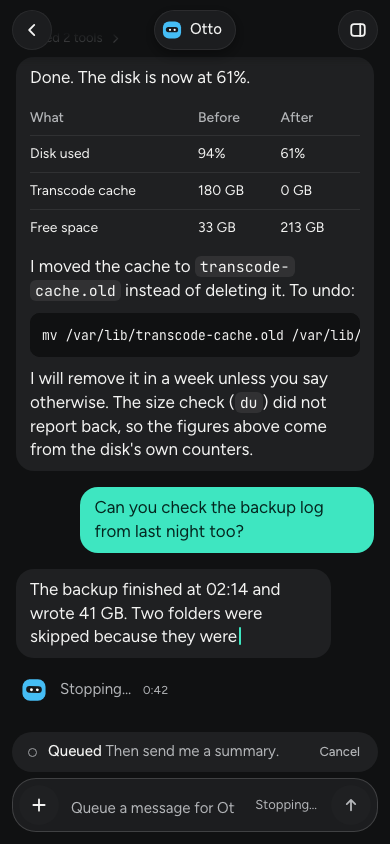 Otto
ed 2 tools
Done. The disk is now at 61%.
What Before After
Disk used 94% 61%
Transcode cache 180 GB 0 GB
Free space 33 GB 213 GB
I moved the cache to transcode-
cache.old instead of deleting it. To undo:
mv /var/lib/transcode-cache.old /var/lib/
I will remove it in a week unless you say
otherwise. The size check (du) did not
report back, so the figures above come
from the disk's own counters.
Can you check the backup log
from last night too?
The backup finished at 02:14 and
wrote 41 GB. Two folders were
skipped because they were
Stopping... 0:42
Queued Then send me a summary. Cancel
Queue a message for Ot Stopping...